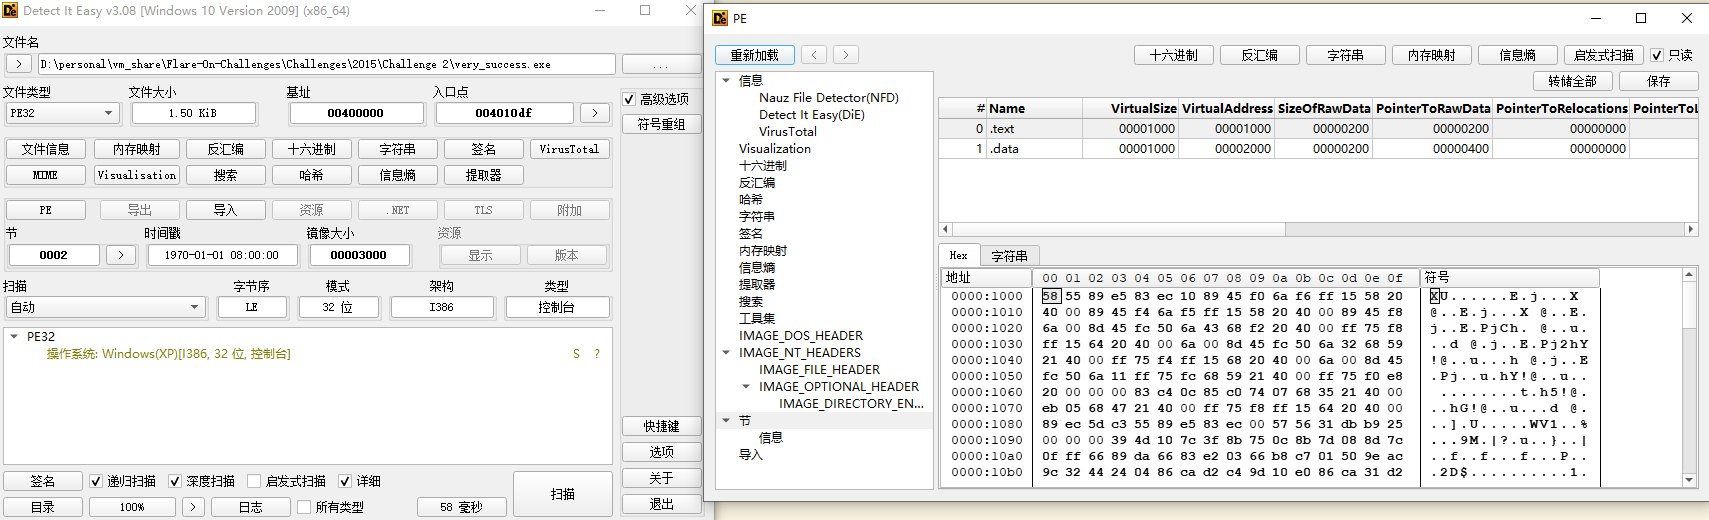 Detect It Easy v3.08 [Windows 10 Version 2009] (x86_64)
文件名
> D:\personal\vm_share\Flare-On-Challenges\Challenges\2015\Challenge 2\very_success.exe ...
文件类型 文件大小 基址 入口点
PE32 1.50 KiB 00400000 004010df >
高级选项
符号重组
文件信息 内存映射 反汇编 十六进制 字符串 签名 VirusTotal
MIME Visualisation 搜索 哈希 信息熵 提取器
PE 导出 导入 资源 .NET TLS 附加
节 时间戳 镜像大小 资源
0002 > 1970-01-01 08:00:00 00003000 显示 版本
扫描 字节序 模式 架构 类型
自动 LE 32 位 I386 控制台
PE32
操作系统: Windows(XP)[I386, 32 位, 控制台] S ?
快捷键
选项
关于
退出
签名 递归扫描 深度扫描 启发式扫描 详细 扫描
目录 100% > 日志 所有类型 58 毫秒
PE
重新加载 < > 十六进制 反汇编 字符串 内存映射 信息熵 启发式扫描 只读
转储全部 保存
信息
Nauz File Detector(NFD)
Detect It Easy(DiE)
VirusTotal
Visualization
十六进制
反汇编
哈希
字符串
签名
内存映射
信息熵
提取器
搜索
工具集
IMAGE_DOS_HEADER
IMAGE_NT_HEADERS
IMAGE_FILE_HEADER
IMAGE_OPTIONAL_HEADER
IMAGE_DIRECTORY_EN...
节
信息
导入
# Name VirtualSize VirtualAddress SizeOfRawData PointerToRawData PointerToRelocations PointerToL
0 .text 00001000 00001000 00000200 00000200 00000000
1 .data 00001000 00002000 00000200 00000400 00000000
Hex 字符串
地址 00 01 02 03 04 05 06 07 08 09 0a 0b 0c 0d 0e 0f 符号
0000:1000 58 55 89 e5 83 ec 10 89 45 f0 6a f6 ff 15 58 20 XU......E.j...X
0000:1010 40 00 89 45 f4 6a f5 ff 15 58 20 40 00 89 45 f8 @..E.j...X @..E.
0000:1020 6a 00 8d 45 fc 50 6a 43 68 f2 20 40 00 ff 75 f8 j..E.PjCh. @..u.
0000:1030 ff 15 64 20 40 00 6a 00 8d 45 fc 50 6a 32 68 59 ..d @.j..E.Pj2hY
0000:1040 21 40 00 ff 75 f4 ff 15 68 20 40 00 6a 00 8d 45 !@..u...h @.j..E
0000:1050 fc 50 6a 11 ff 75 fc 68 59 21 40 00 ff 75 f0 e8 .Pj..u.hY!@..u..
0000:1060 20 00 00 00 83 c4 0c 85 c0 74 07 68 35 21 40 00 ........t.h5!@.
0000:1070 eb 05 68 47 21 40 00 ff 75 f8 ff 15 64 20 40 00 ..hG!@..u...d @.
0000:1080 89 ec 5d c3 55 89 e5 83 ec 00 57 56 31 db b9 25 ..].U.....WV1..%
0000:1090 00 00 00 39 4d 10 7c 3f 8b 75 0c 8b 7d 08 8d 7c ...9M.|?.u..}..|
0000:10a0 0f ff 66 89 da 66 83 e2 03 66 b8 c7 01 50 9e ac ..f..f...f...P..
0000:10b0 9c 32 44 24 04 86 ca d2 c4 9d 10 e0 86 ca 31 d2 .2D$..........1.